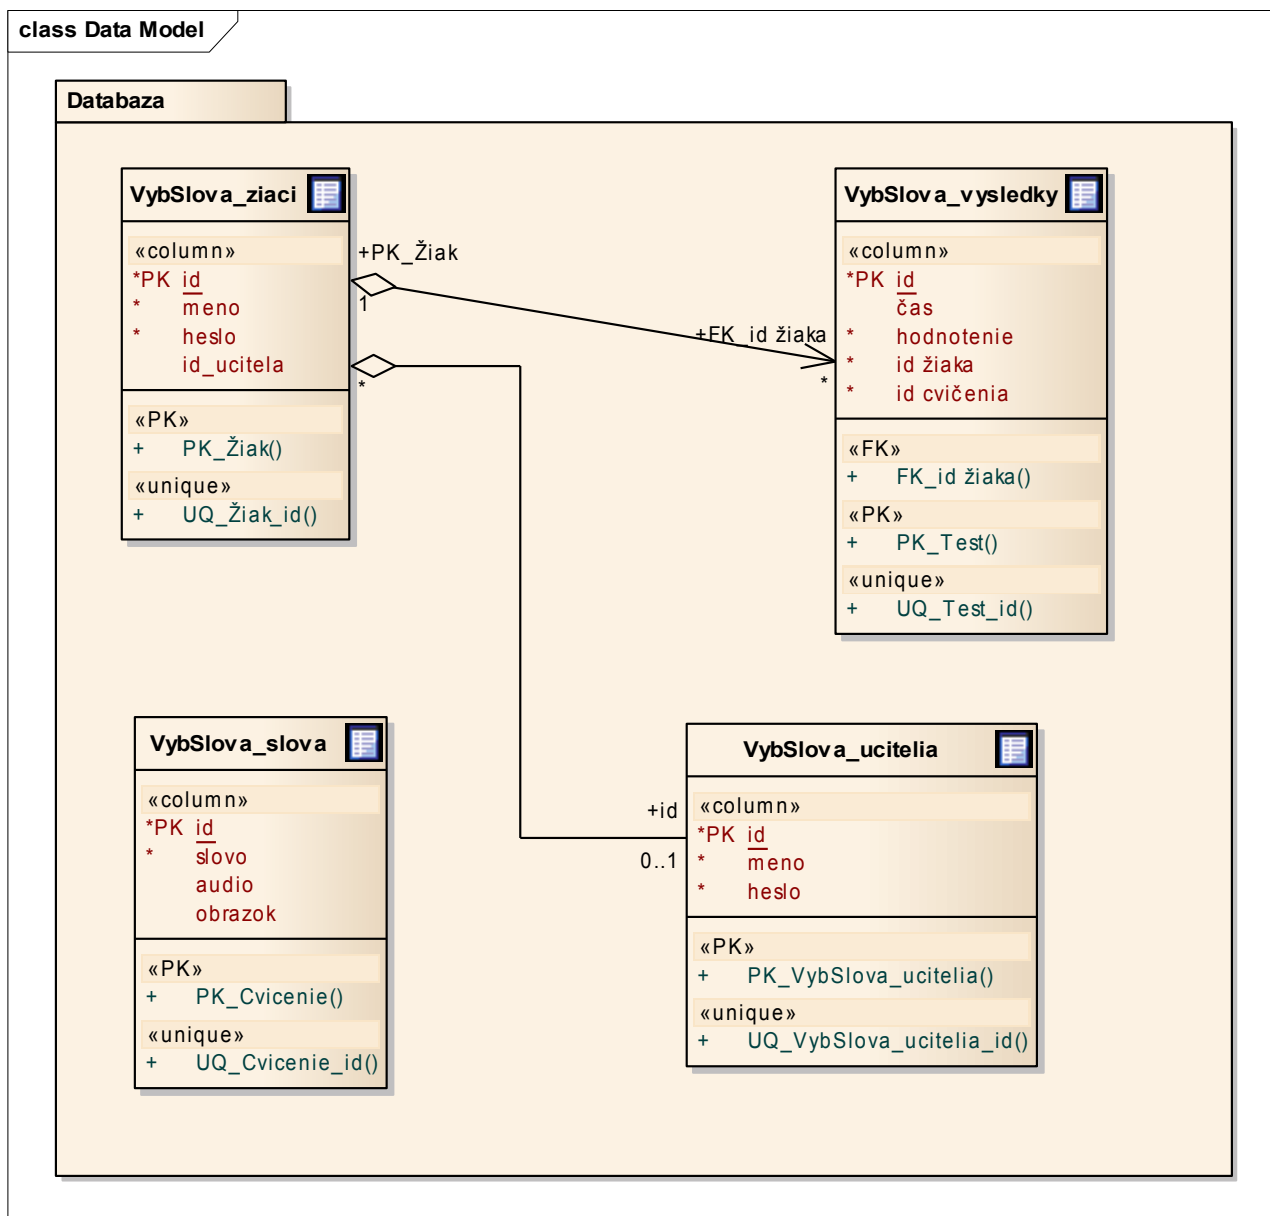 class Data Model
Databaza
VybSlova_ziaci
«column»
*PK id
* meno
* heslo
id_ucitela
«PK»
+ PK_Žiak()
«unique»
+ UQ_Žiak_id()
+PK_Žiak
1
+FK_id žiaka
*
*
VybSlova_vysledky
«column»
*PK id
čas
* hodnotenie
* id žiaka
* id cvičenia
«FK»
+ FK_id žiaka()
«PK»
+ PK_Test()
«unique»
+ UQ_Test_id()
VybSlova_slova
«column»
*PK id
* slovo
audio
obrazok
«PK»
+ PK_Cvicenie()
«unique»
+ UQ_Cvicenie_id()
+id
0..1
VybSlova_ucitelia
«column»
*PK id
* meno
* heslo
«PK»
+ PK_VybSlova_ucitelia()
«unique»
+ UQ_VybSlova_ucitelia_id()